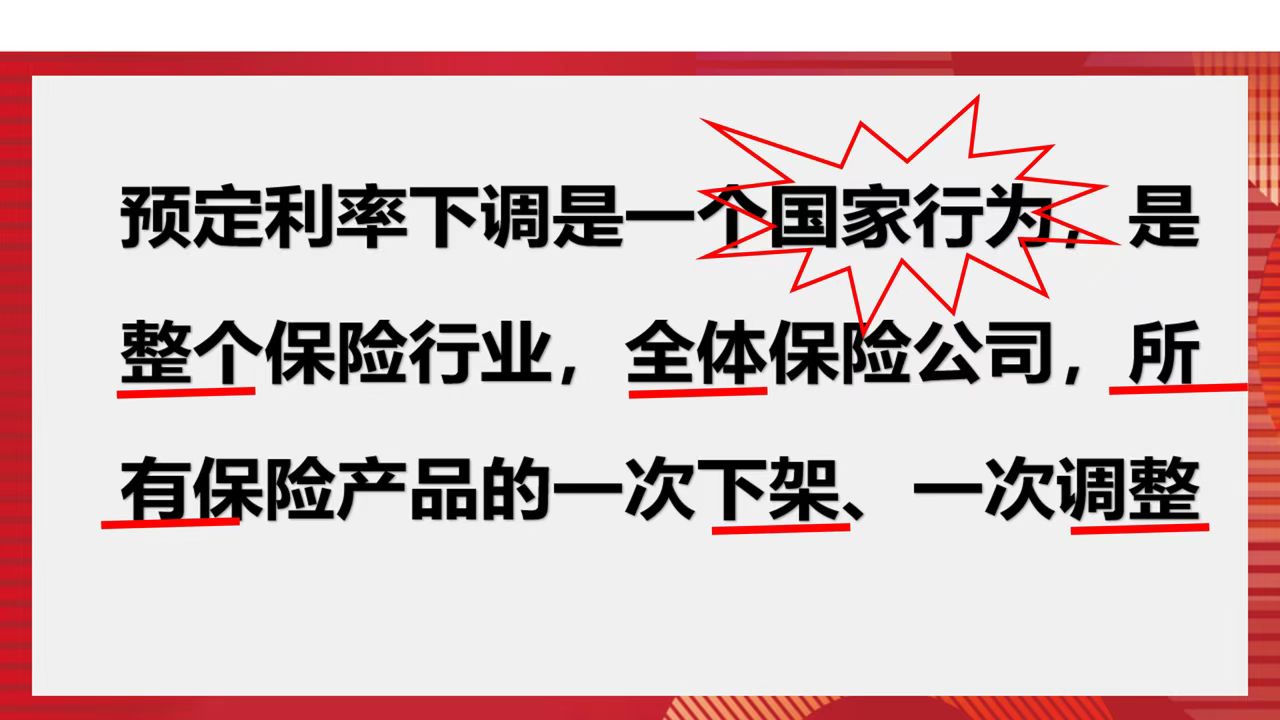 预定利率下调是一个国家行为，是
整个保险行业，全体保险公司，所
有保险产品的一次下架、一次调整